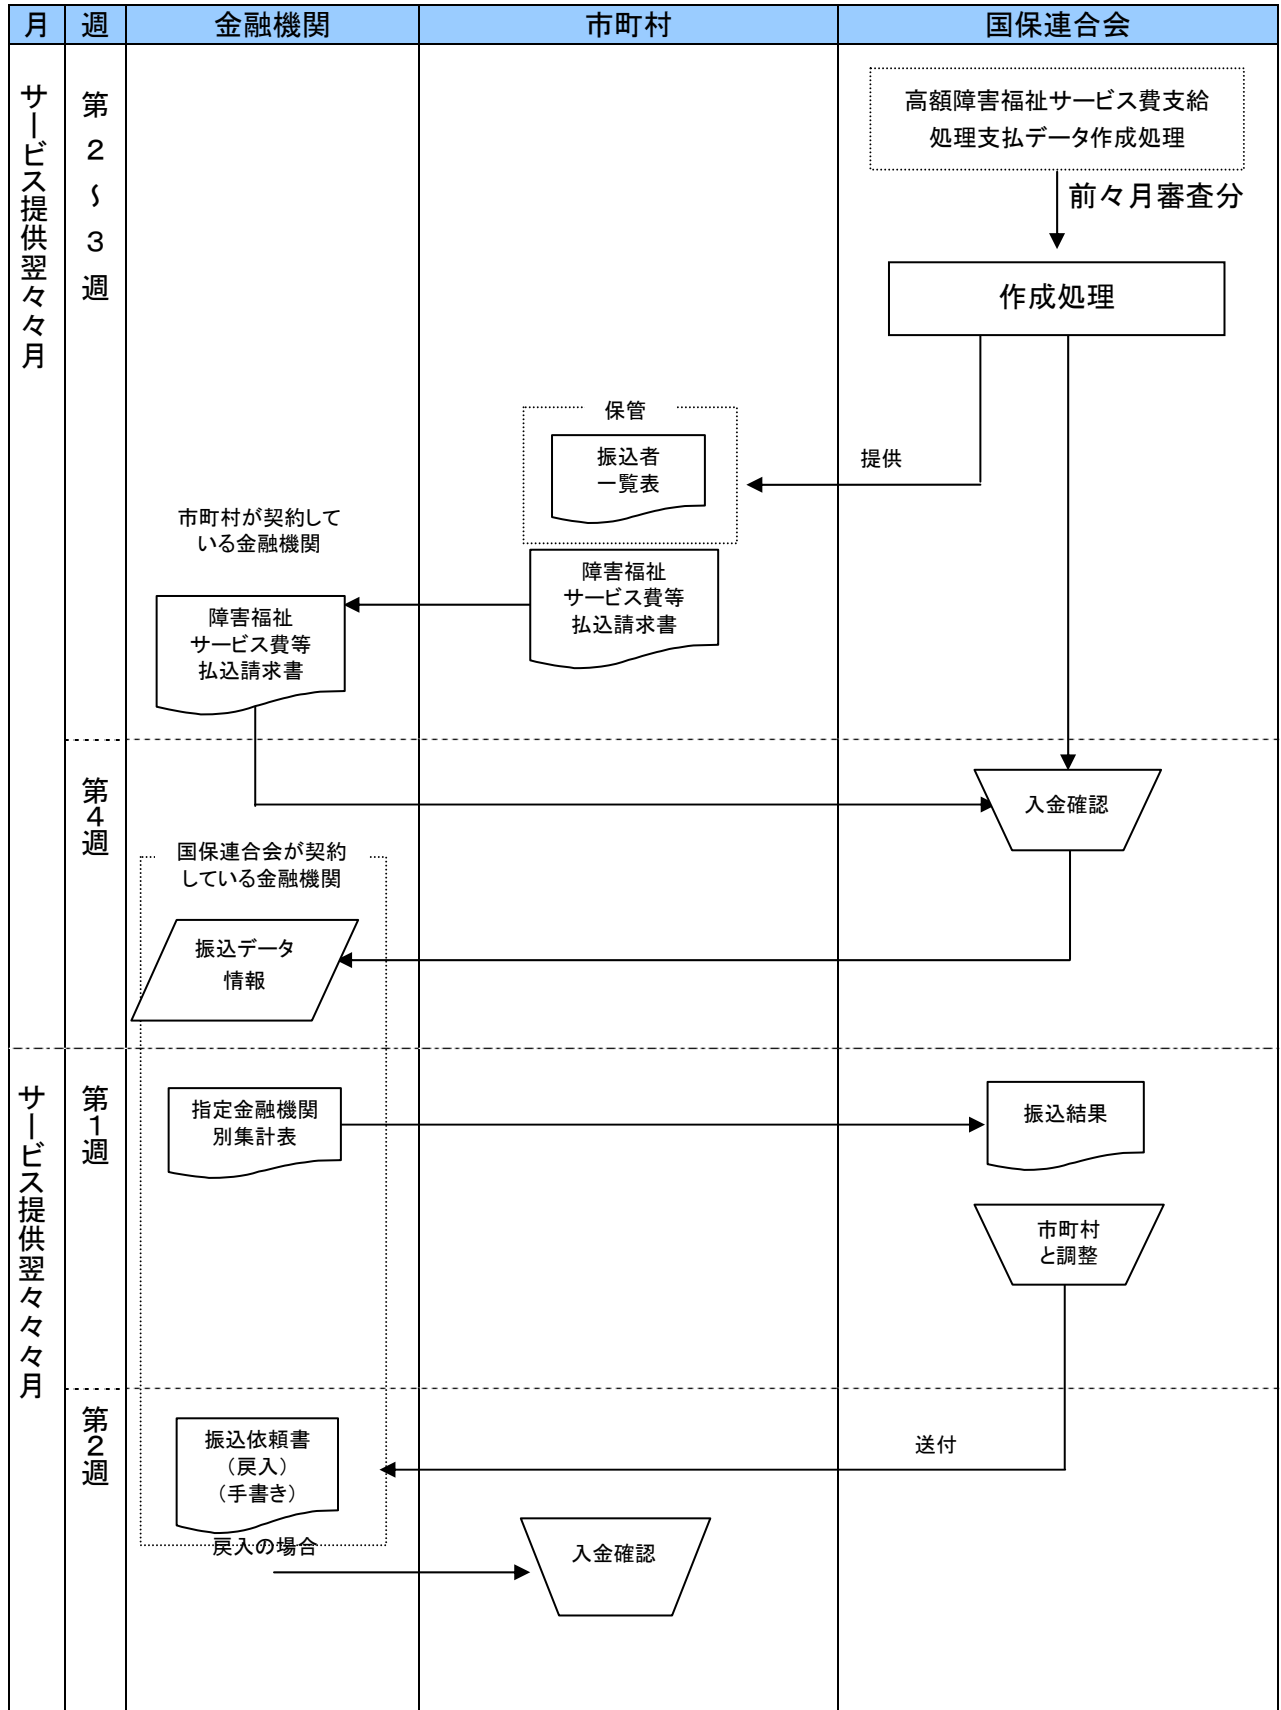 月
週
金融機関
市町村
国保連合会
サービス提供翌々月
第2～3週
高額障害福祉サービス費支給
処理支払データ作成処理
前々月審査分
作成処理
保管
振込者
一覧表
提供
市町村が契約して
いる金融機関
障害福祉
サービス費等
払込請求書
障害福祉
サービス費等
払込請求書
第4週
入金確認
国保連合会が契約
している金融機関
振込データ
情報
サービス提供翌々々月
第1週
指定金融機関
別集計表
振込結果
市町村
と調整
第2週
振込依頼書
（戻入）
（手書き）
送付
戻入の場合
入金確認